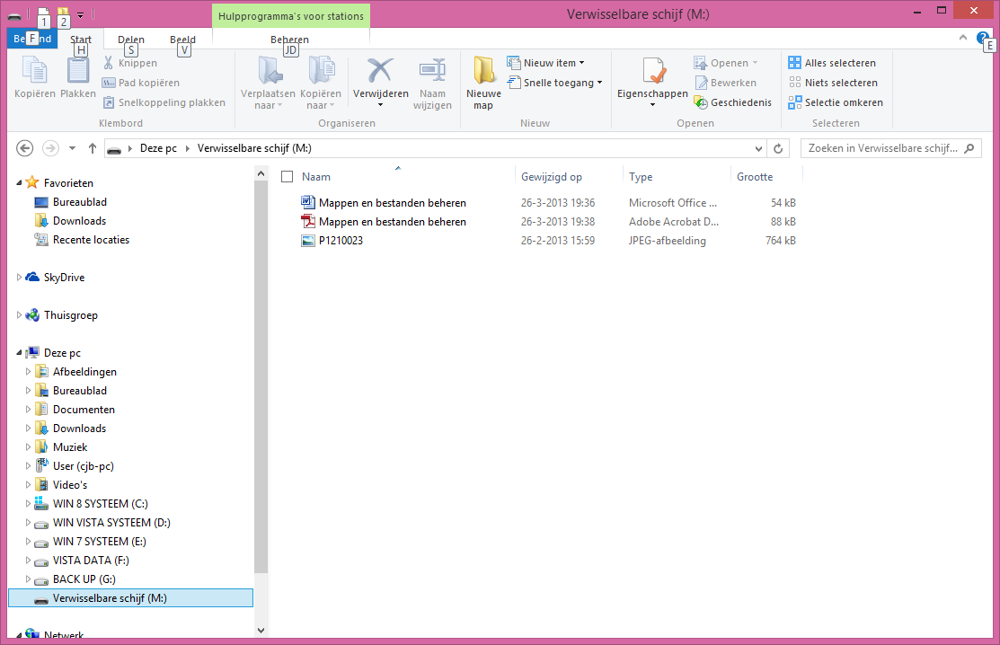 Hulpprogramma's voor stations
Verwisselbare schijf (M:)
1 2
Start Delen Beeld Beheren
F H S V JD E
Kopiëren
Plakken
Knippen
Pad kopiëren
Snelkoppeling plakken
Klembord
Verplaatsen
naar
Kopiëren
naar
Verwijderen
Naam
wijzigen
Organiseren
Nieuwe
map
Nieuw item
Snelle toegang
Nieuw
Eigenschappen
Openen
Bewerken
Geschiedenis
Openen
Alles selecteren
Niets selecteren
Selectie omkeren
Selecteren
Deze pc Verwisselbare schijf (M:)
Zoeken in Verwisselbare schijf...
Favorieten
Bureaublad
Downloads
Recente locaties
SkyDrive
Thuisgroep
Deze pc
Afbeeldingen
Bureaublad
Documenten
Downloads
Muziek
User (cjb-pc)
Video's
WIN 8 SYSTEEM (C:)
WIN VISTA SYSTEEM (D:)
WIN 7 SYSTEEM (E:)
VISTA DATA (F:)
BACK UP (G:)
Verwisselbare schijf (M:)
Netwerk
Naam Gewijzigd op Type Grootte
Mappen en bestanden beheren 26-3-2013 19:36 Microsoft Office ... 54 kB
Mappen en bestanden beheren 26-3-2013 19:38 Adobe Acrobat D... 88 kB
P1210023 26-2-2013 15:59 JPEG-afbeelding 764 kB